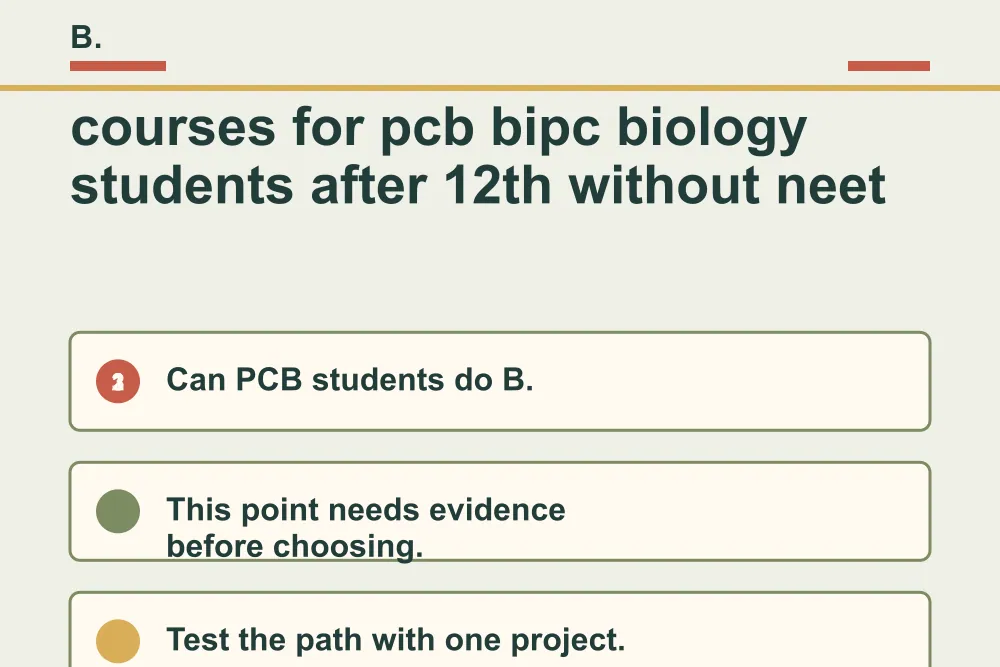 B.
courses for pcb bipc biology
students after 12th without neet
Can PCB students do B.
This point needs evidence
before choosing.
Test the path with one project.